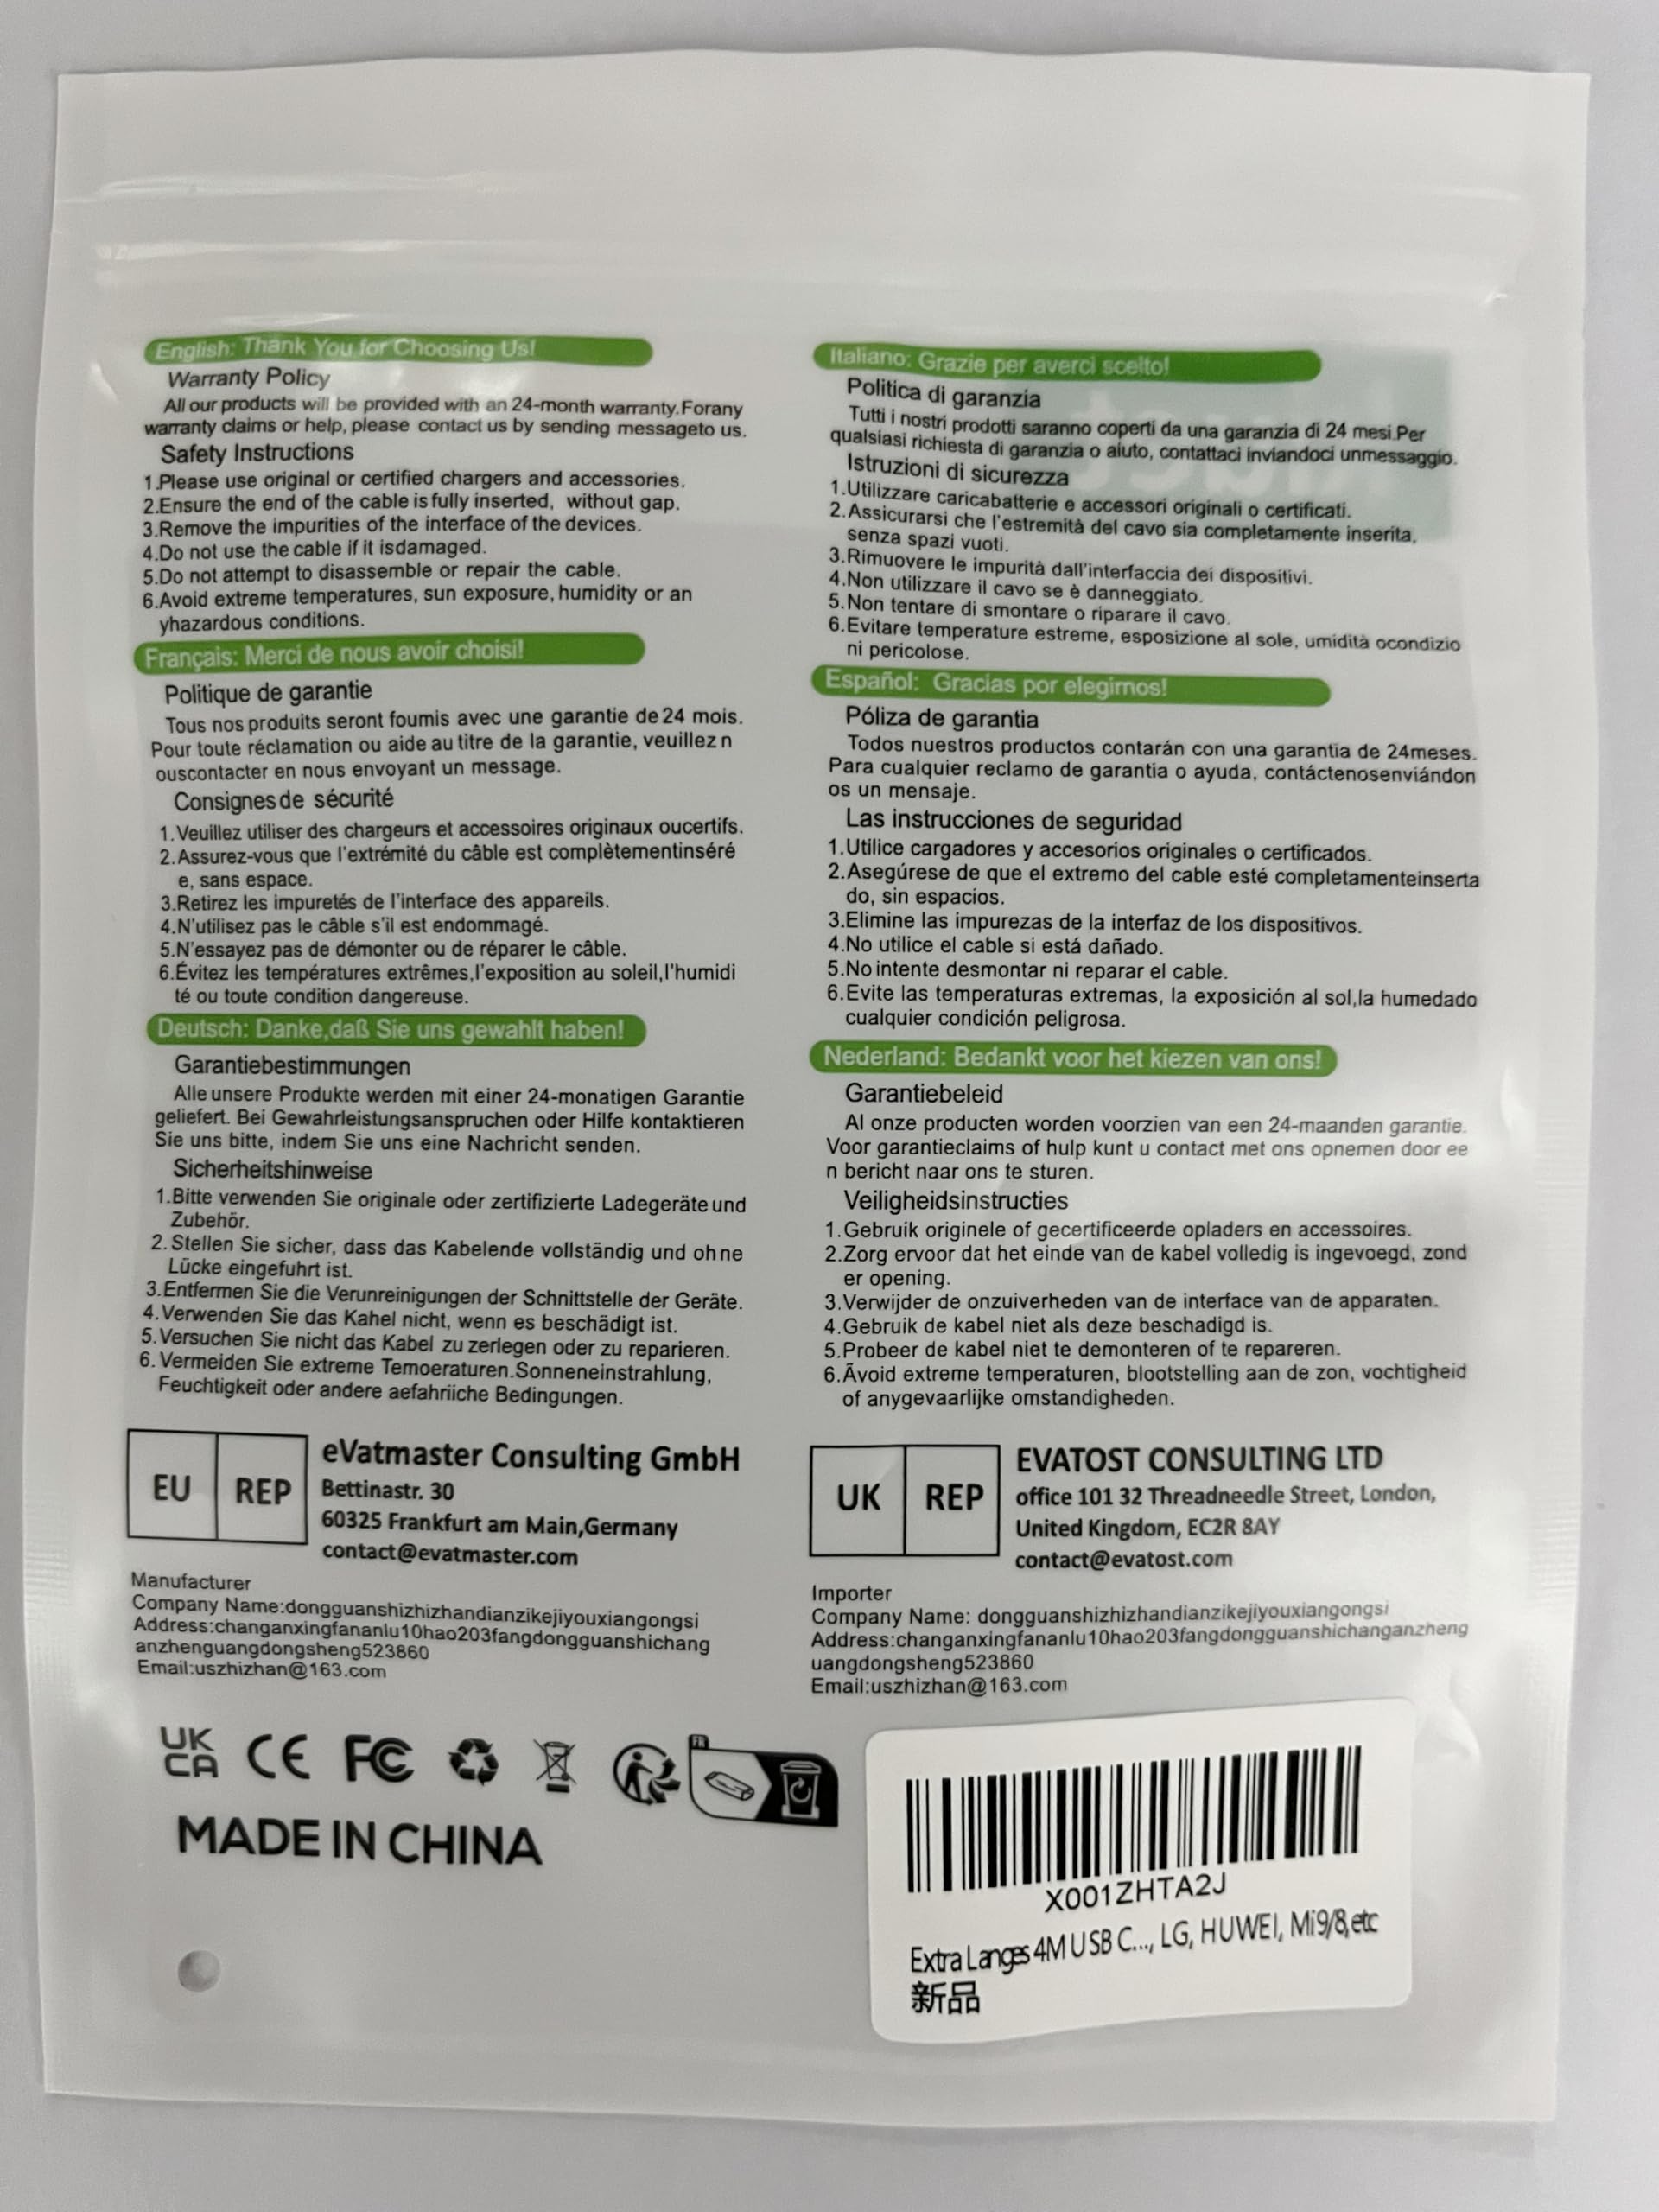 English: Thank You for Choosing Us!
Warranty Policy
All our products will be provided with an 24-month warranty.Forany
warranty claims or help, please contact us by sending messageto us.
Safety Instructions
1.Please use original or certified chargers and accessories.
2.Ensure the end of the cable is fully inserted, without gap.
3.Remove the impurities of the interface of the devices.
4.Do not use the cable if it isdamaged.
5.Do not attempt to disassemble or repair the cable.
6.Avoid extreme temperatures, sun exposure, humidity or an
yhazardous conditions.
Français: Merci de nous avoir choisi!
Politique de garantie
Tous nos produits seront foumis avec une garantie de 24 mois.
Pour toute réclamation ou aide au titre de la garantie, veuillez n
ouscontacter en nous envoyant un message.
Consignes de sécurité
1.Veuillez utiliser des chargeurs et accessoires originaux oucertifs.
2.Assurez-vous que l'extrémité du câble est complètementinséré
e, sans espace.
3.Retirez les impuretés de l'interface des appareils.
4.N'utilisez pas le câble s'il est endommagé.
5.N'essayez pas de démonter ou de réparer le câble.
6.Évitez les températures extrêmes,l'exposition au soleil,l'humidi
té ou toute condition dangereuse.
Deutsch: Danke,daß Sie uns gewahlt haben!
Garantiebestimmungen
Alle unsere Produkte werden mit einer 24-monatigen Garantie
geliefert. Bei Gewahrleistungsanspruchen oder Hilfe kontaktieren
Sie uns bitte, indem Sie uns eine Nachricht senden.
Sicherheitshinweise
1.Bitte verwenden Sie originale oder zertifizierte Ladegeräte und
Zubehör.
2. Stellen Sie sicher, dass das Kabelende vollständig und ohne
Lücke eingefuhrt ist.
3.Entfermen Sie die Verunreinigungen der Schnittstelle der Geräte.
4.Verwenden Sie das Kahel nicht, wenn es beschädigt ist.
5.Versuchen Sie nicht das Kabel zu zerlegen oder zu reparieren.
6. Vermeiden Sie extreme Temoeraturen.Sonneneinstrahlung,
Feuchtigkeit oder andere aefahriiche Bedingungen.
EU REP
eVatmaster Consulting GmbH
Bettinastr. 30
60325 Frankfurt am Main,Germany
contact@evatmaster.com
Manufacturer
Company Name:dongguanshizhizhandianzikejiyouxiangongsi
Address:changanxingfananlu10hao203fangdongguanshichang
anzhenguangdongsheng523860
Email:uszhizhan@163.com
Italiano: Grazie per averci scelto!
Politica di garanzia
Tutti i nostri prodotti saranno coperti da una garanzia di 24 mesi.Per
qualsiasi richiesta di garanzia o aiuto, contattaci inviandoci unmessaggio.
Istruzioni di sicurezza
1.Utilizzare caricabatterie e accessori originali o certificati.
2.Assicurarsi che l'estremità del cavo sia completamente inserita,
senza spazi vuoti.
3.Rimuovere le impurità dall'interfaccia dei dispositivi.
4.Non utilizzare il cavo se è danneggiato.
5.Non tentare di smontare o riparare il cavo.
6.Evitare temperature estreme, esposizione al sole, umidità ocondizio
ni pericolose.
Español: Gracias por elegirnos!
Póliza de garantia
Todos nuestros productos contarán con una garantia de 24meses.
Para cualquier reclamo de garantia o ayuda, contáctenosenviándon
os un mensaje.
Las instrucciones de seguridad
1.Utilice cargadores y accesorios originales o certificados.
2.Asegúrese de que el extremo del cable esté completamenteinserta
do, sin espacios.
3.Elimine las impurezas de la interfaz de los dispositivos.
4.No utilice el cable si está dañado.
5.No intente desmontar ni reparar el cable.
6.Evite las temperaturas extremas, la exposición al sol,la humedado
cualquier condición peligrosa.
Nederland: Bedankt voor het kiezen van ons!
Garantiebeleid
Al onze producten worden voorzien van een 24-maanden garantie.
Voor garantieclaims of hulp kunt u contact met ons opnemen door ee
n bericht naar ons te sturen.
Veiligheidsinstructies
1.Gebruik originele of gecertificeerde opladers en accessoires.
2.Zorg ervoor dat het einde van de kabel volledig is ingevoegd, zond
er opening.
3.Verwijder de onzuiverheden van de interface van de apparaten.
4.Gebruik de kabel niet als deze beschadigd is.
5.Probeer de kabel niet te demonteren of te repareren.
6.Ãvoid extreme temperaturen, blootstelling aan de zon, vochtigheid
of anygevaarlijke omstandigheden.
UK REP
EVATOST CONSULTING LTD
office 101 32 Threadneedle Street, London,
United Kingdom, EC2R 8AY
contact@evatost.com
Importer
Company Name: dongguanshizhizhandianzikejiyouxiangongsi
Address:changanxingfananlu10hao203fangdongguanshichanganzheng
uangdongsheng523860
Email:uszhizhan@163.com
UK
CA CE FC
MADE IN CHINA
X001ZHTA2J
Extra Langes 4M USB C..., LG, HUWEI, Mi9/8,etc
新品